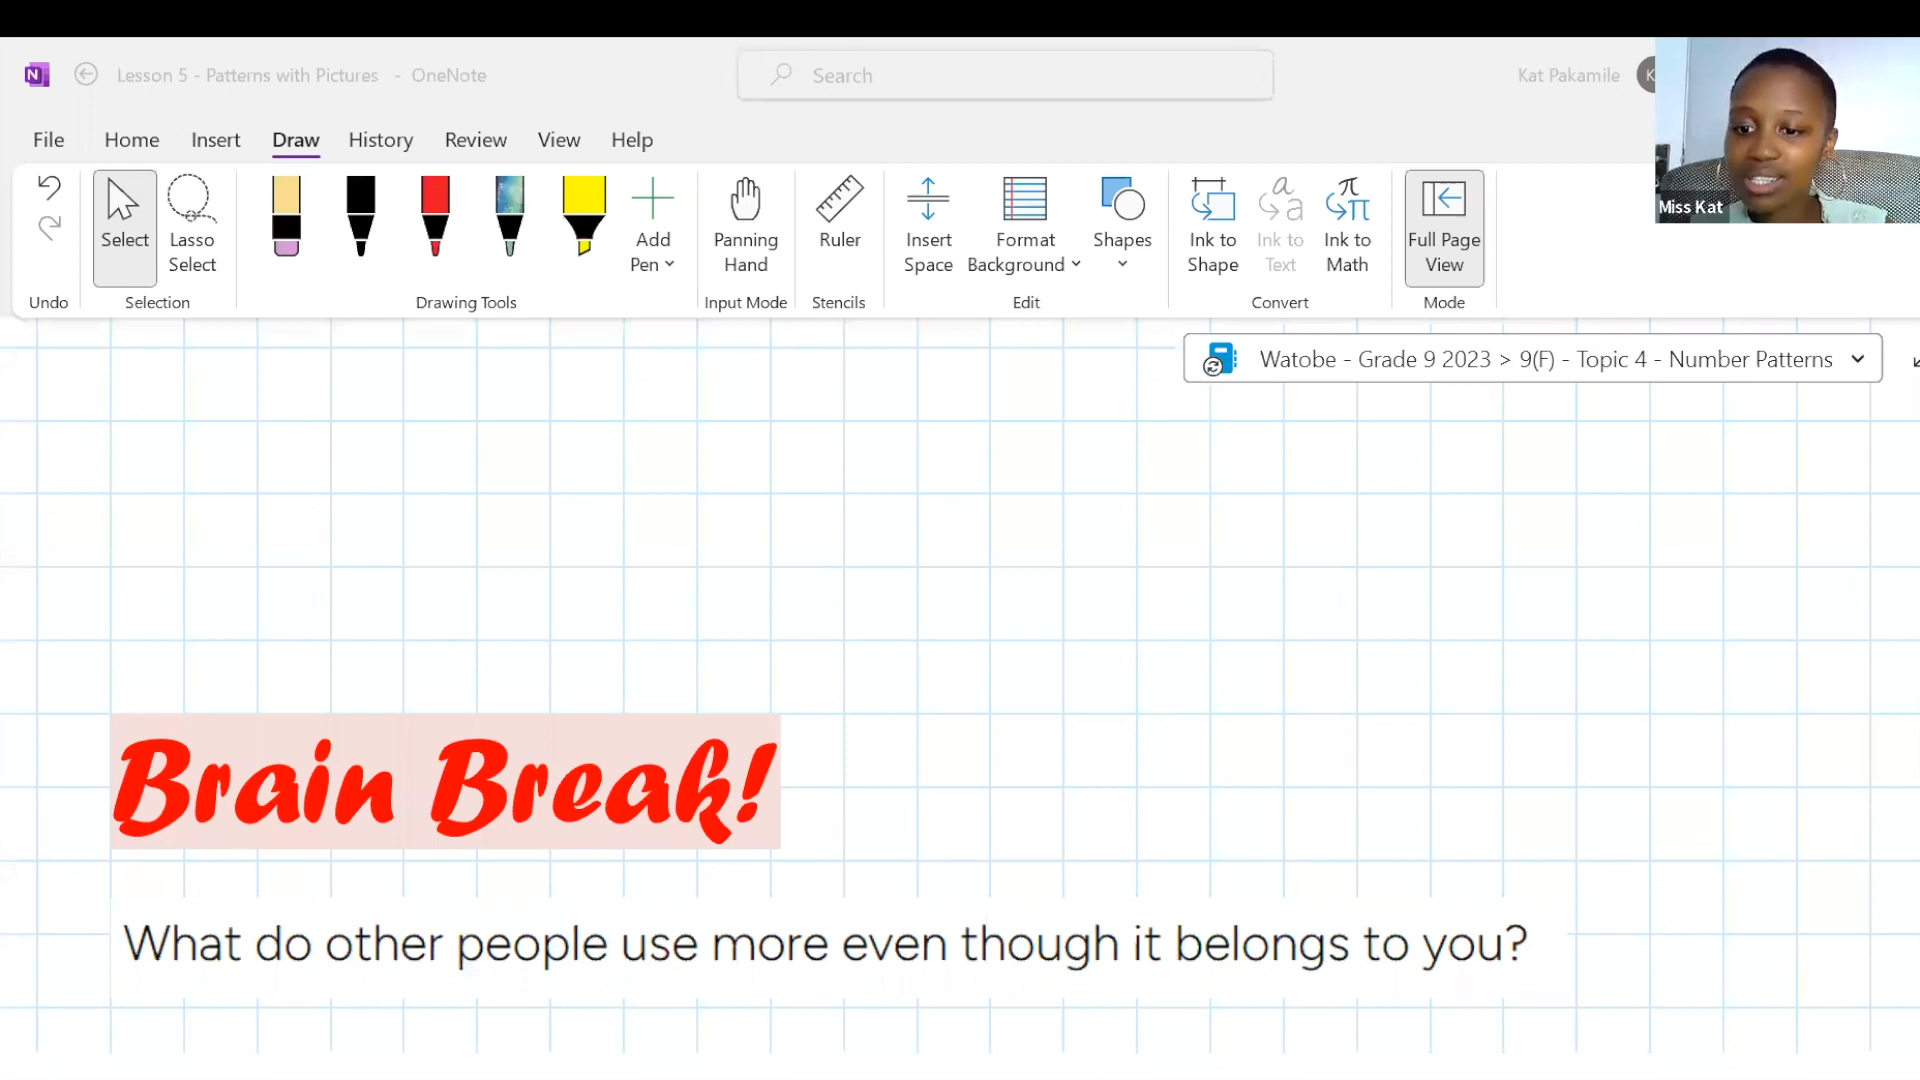 Lesson 5 - Patterns with Pictures - OneNote
Search
Kat Pakamile
K
File Home Insert Draw History Review View Help
Select
Lasso
Select
Add
Pen
Panning
Hand
Ruler
Insert
Space
Format
Background
Shapes
Ink to
Shape
Ink to
Text
Ink to
Math
Full Page
View
Undo
Selection
Drawing Tools
Input Mode
Stencils
Edit
Convert
Mode
Miss Kat
Watobe - Grade 9 2023 > 9(F) - Topic 4 - Number Patterns
Brain Break!
What do other people use more even though it belongs to you?